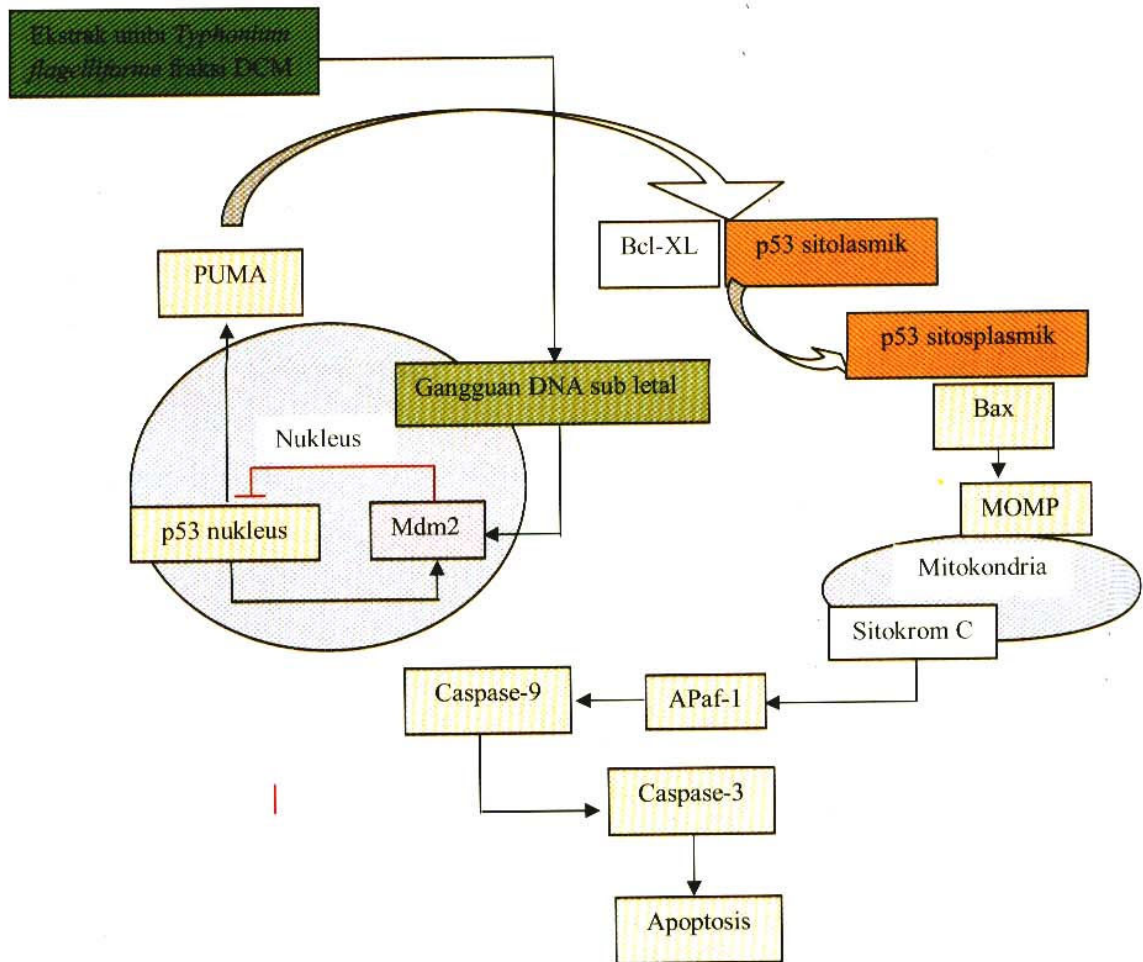 Ekstrak umbi Typhonium
flagelliforme fraksi DCM
Bcl-XL
p53 sitolasmik
PUMA
p53 sitosplasmik
Gangguan DNA sub letal
Bax
Nukleus
MOMP
p53 nukleus
Mdm2
Mitokondria
Sitokrom C
Caspase-9
APaf-1
Caspase-3
Apoptosis